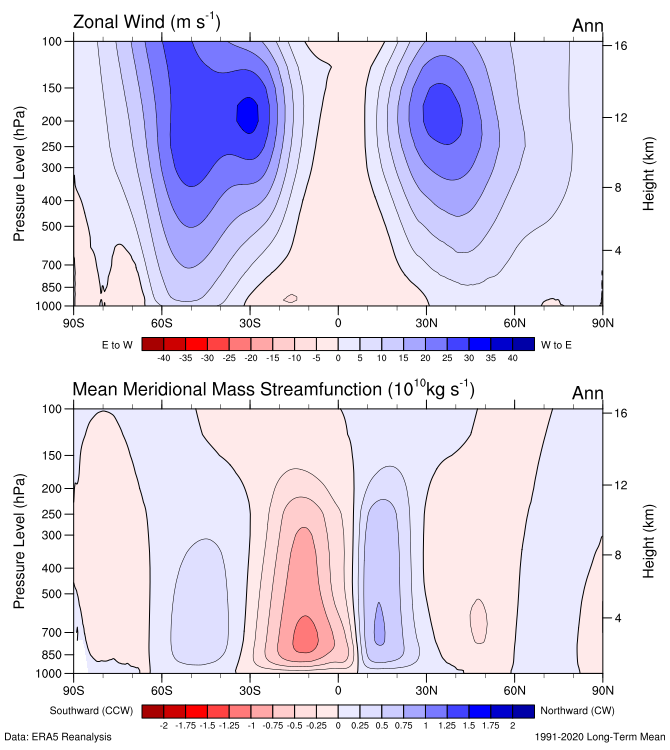 Zonal Wind (m s⁻¹) Ann
Pressure Level (hPa)
100
150
200
250
300
400
500
700
850
1000
16
12
8
4
Height (km)
90S 60S 30S 0 30N 60N 90N
E to W W to E
-40 -35 -30 -25 -20 -15 -10 -5 0 5 10 15 20 25 30 35 40
Mean Meridional Mass Streamfunction (10¹⁰kg s⁻¹) Ann
Pressure Level (hPa)
100
150
200
250
300
400
500
700
850
1000
16
12
8
4
Height (km)
90S 60S 30S 0 30N 60N 90N
Southward (CCW) Northward (CW)
-2 -1.75 -1.5 -1.25 -1 -0.75 -0.5 -0.25 0 0.25 0.5 0.75 1 1.25 1.5 1.75 2
Data: ERA5 Reanalysis 1991-2020 Long-Term Mean